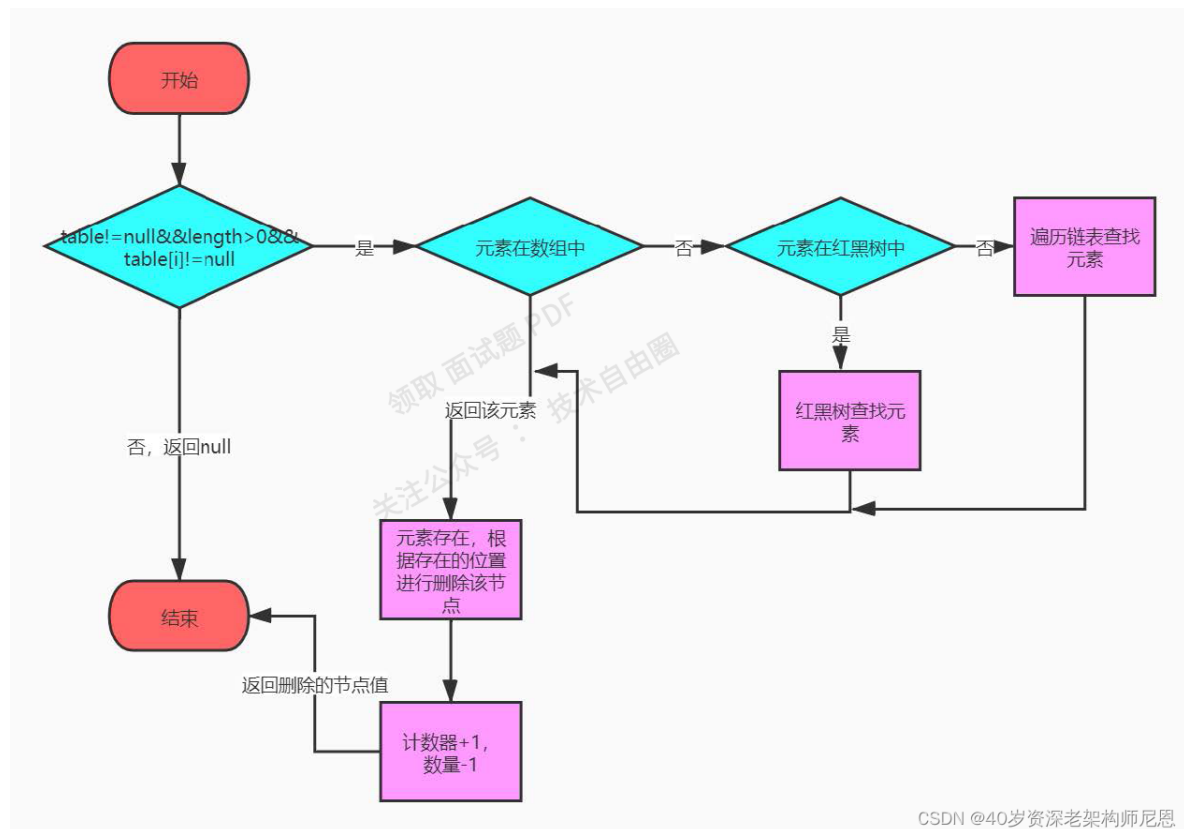 开始
table!=null&&length>0&&
table[i]!=null
是
元素在数组中
否
元素在红黑树中
否
遍历链表查找
元素
是
红黑树查找元
素
返回该元素
否，返回null
元素存在，根
据存在的位置
进行删除该节
点
结束
返回删除的节点值
计数器+1，
数量-1
领取 面试题 PDF
关注公众号 ： 技术自由圈
CSDN @40岁资深老架构师尼恩